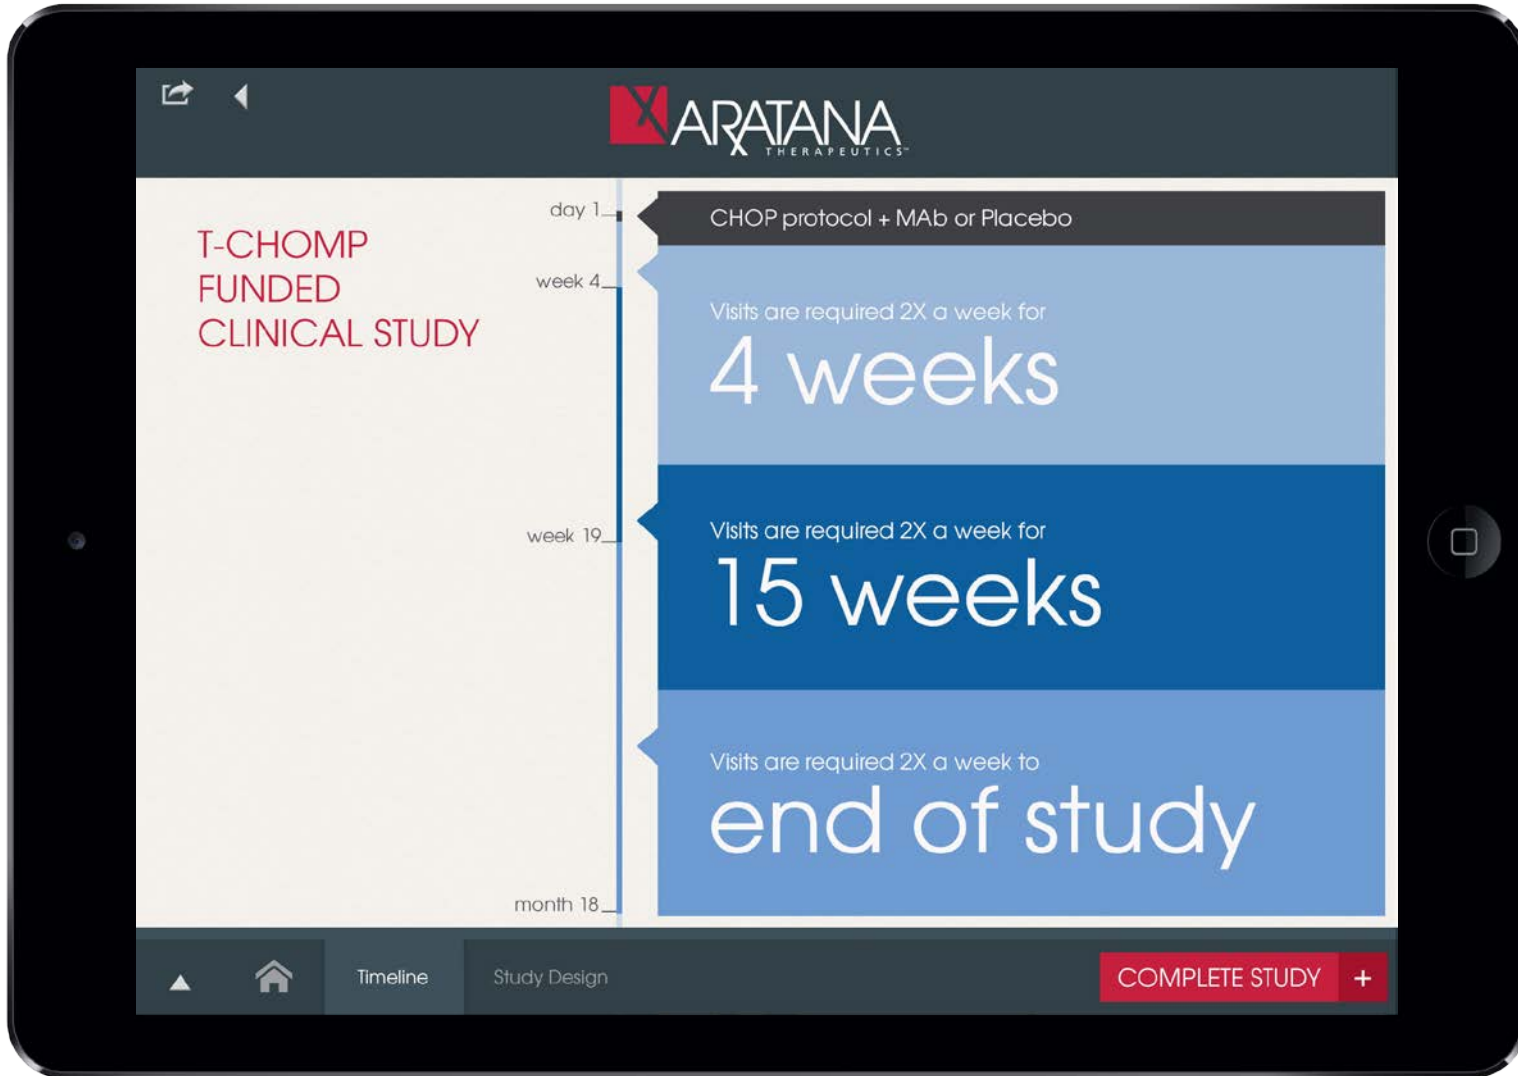 ARATANA
THERAPEUTICS™
T-CHOMP
FUNDED
CLINICAL STUDY
day 1
week 4
week 19
month 18
CHOP protocol + MAb or Placebo
Visits are required 2X a week for
4 weeks
Visits are required 2X a week for
15 weeks
Visits are required 2X a week to
end of study
Timeline
Study Design
COMPLETE STUDY +